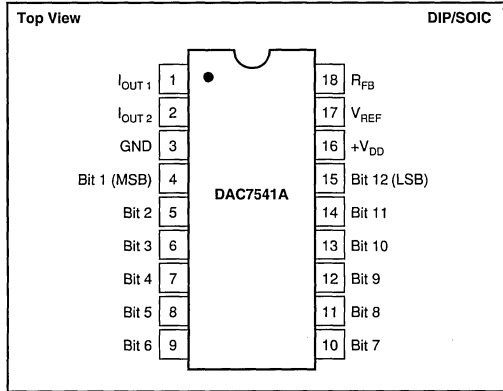 Top View DIP/SOIC
I_OUT 1 1 18 R_FB
I_OUT 2 2 17 V_REF
GND 3 16 +V_DD
Bit 1 (MSB) 4 15 Bit 12 (LSB)
DAC7541A
Bit 2 5 14 Bit 11
Bit 3 6 13 Bit 10
Bit 4 7 12 Bit 9
Bit 5 8 11 Bit 8
Bit 6 9 10 Bit 7